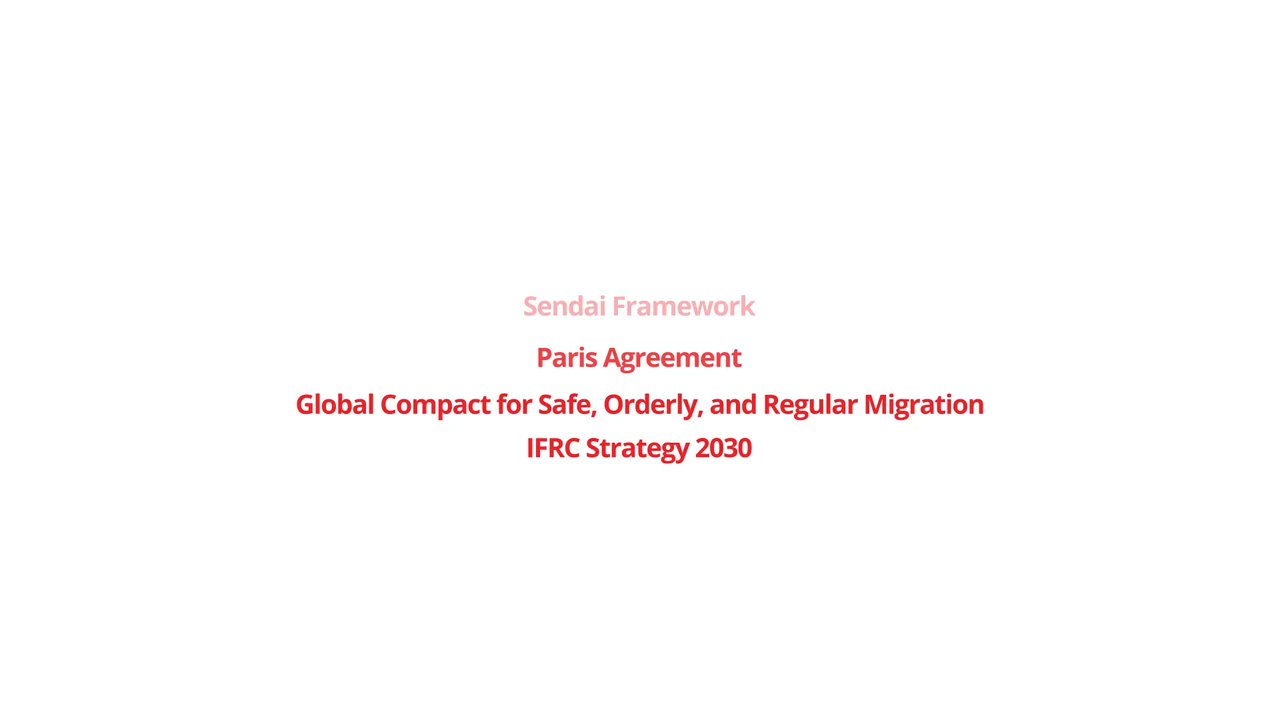 Sendai Framework
Paris Agreement
Global Compact for Safe, Orderly, and Regular Migration
IFRC Strategy 2030